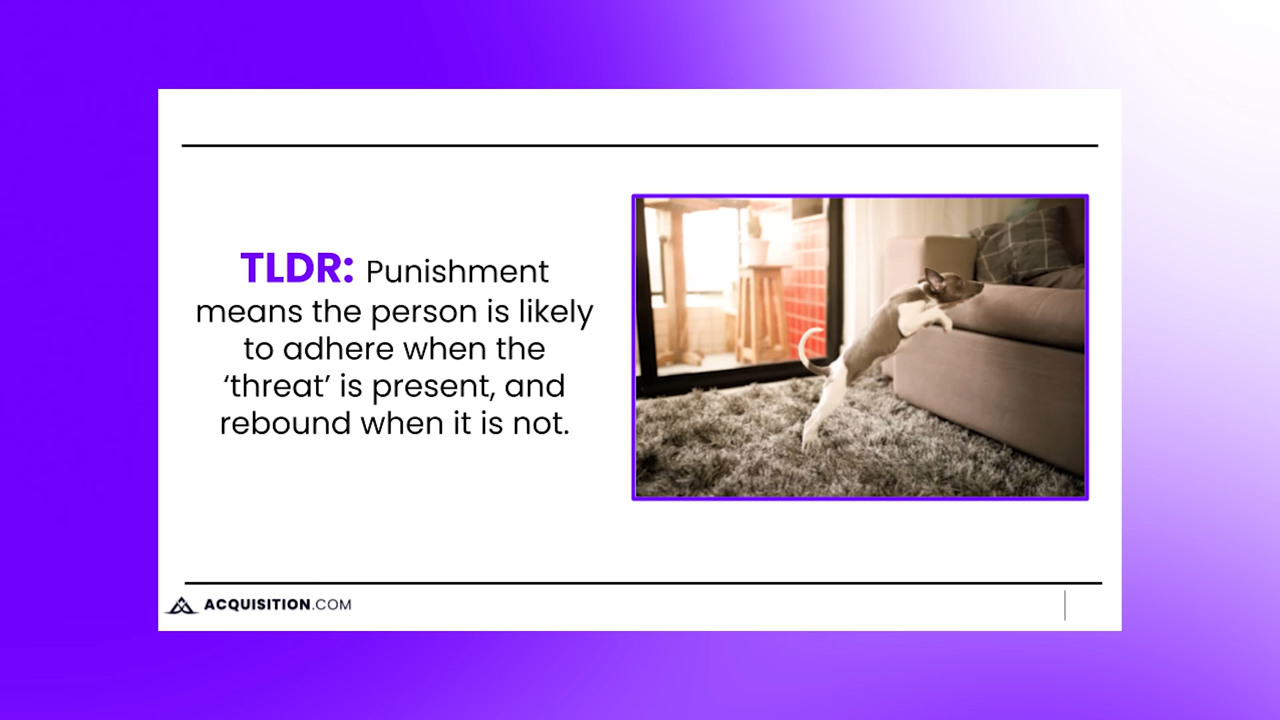 TLDR: Punishment
means the person is likely
to adhere when the
‘threat’ is present, and
rebound when it is not.
ACQUISITION.COM